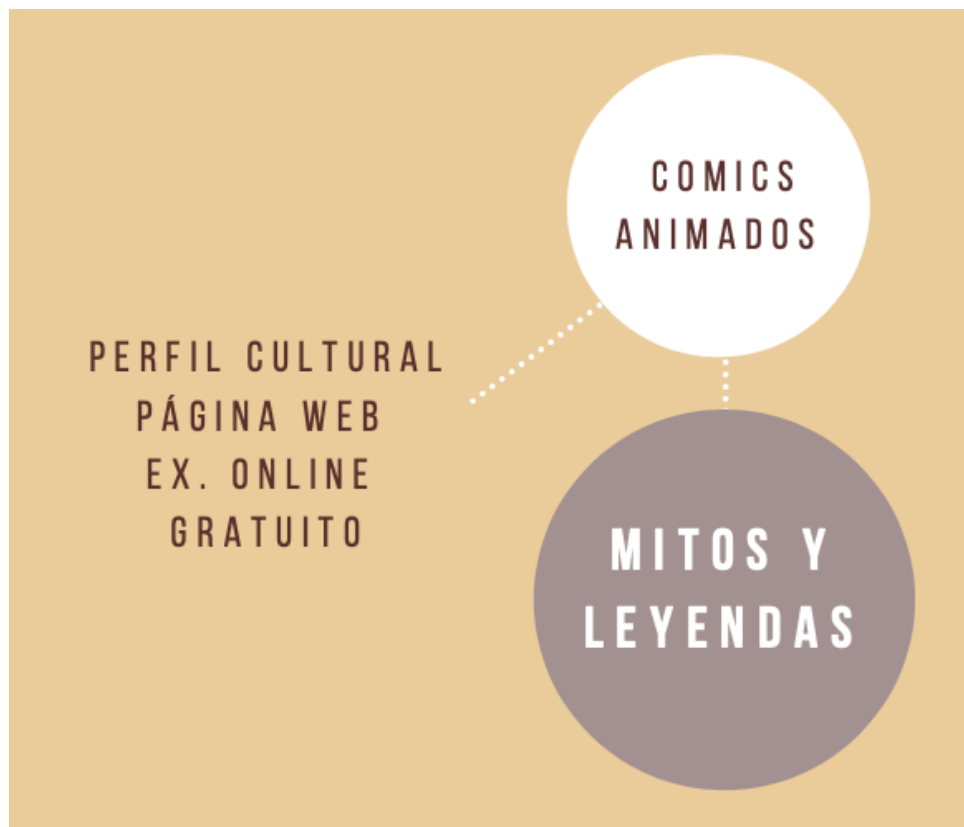 COMICS
ANIMADOS
PERFIL CULTURAL
PÁGINA WEB
EX. ONLINE
GRATUITO
MITOS Y
LEYENDAS